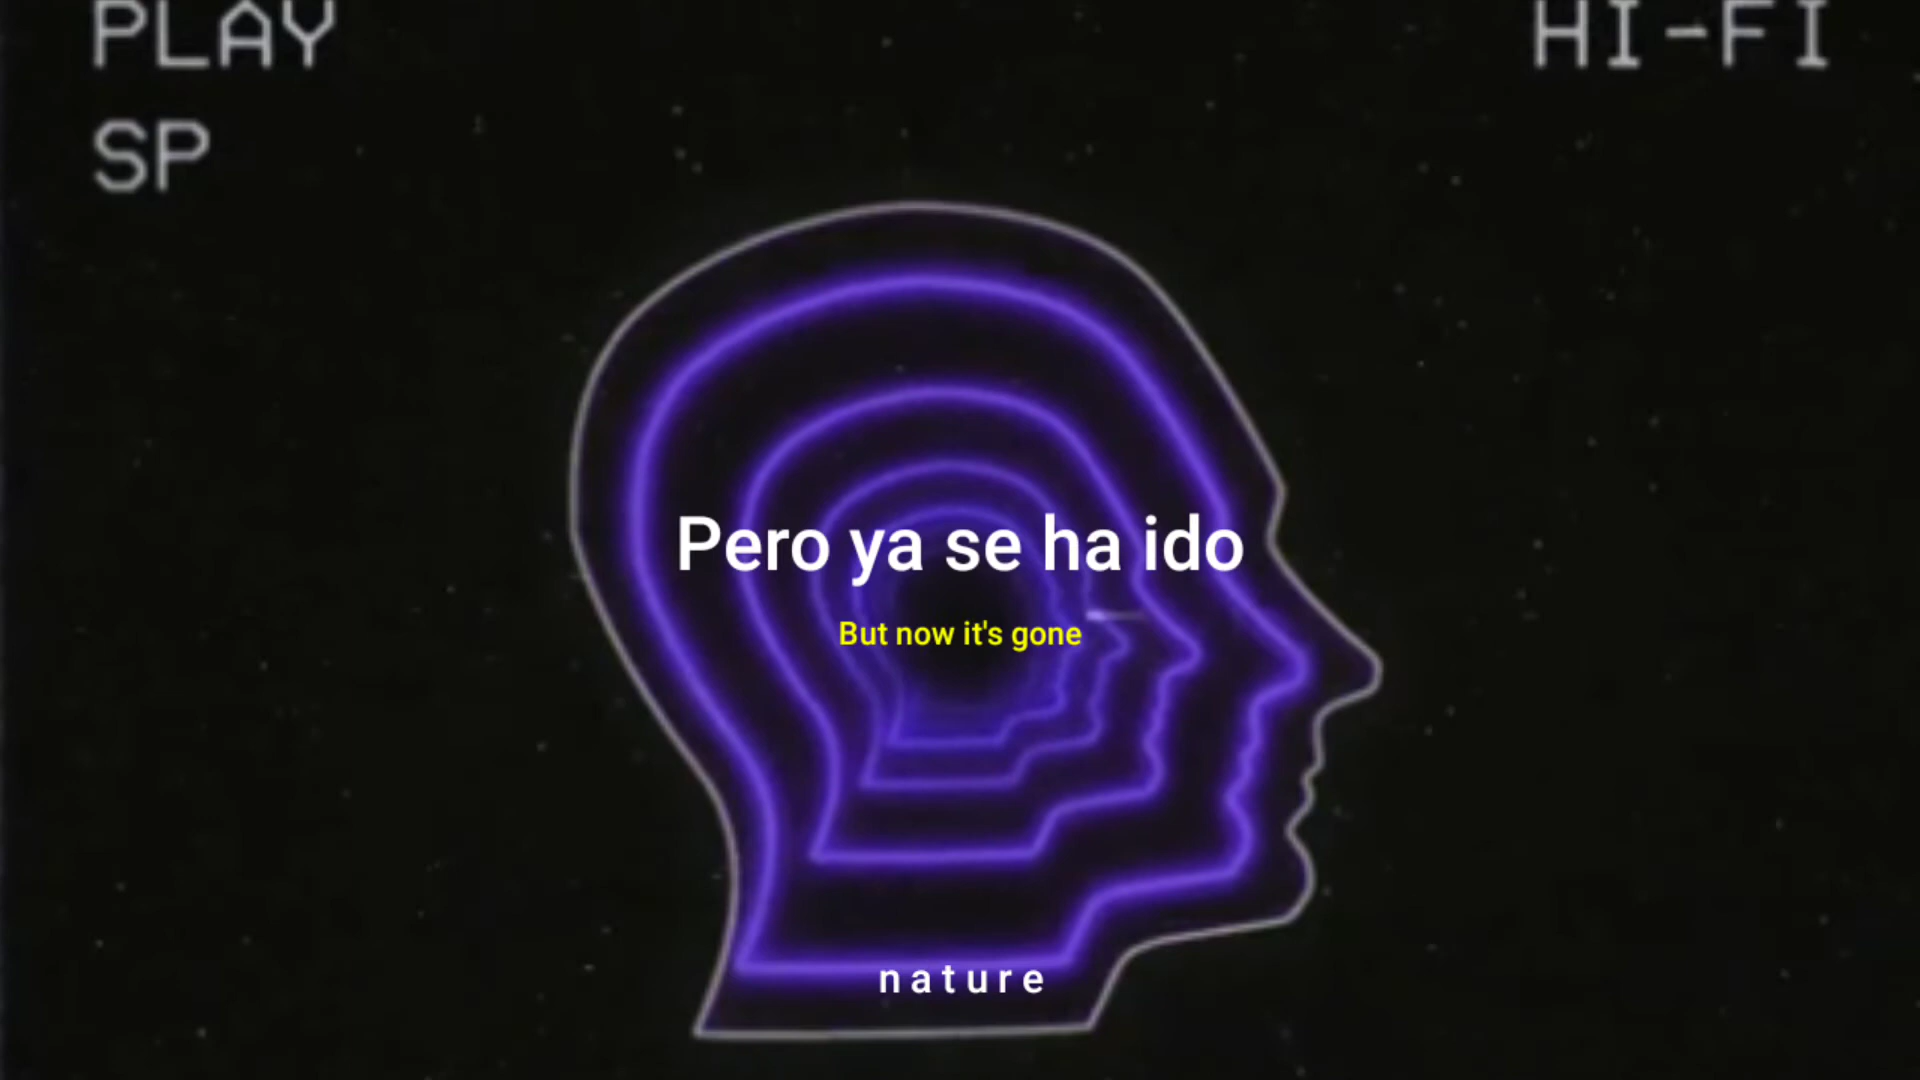 PLAY
HI-FI
SP
Pero ya se ha ido
But now it's gone
nature